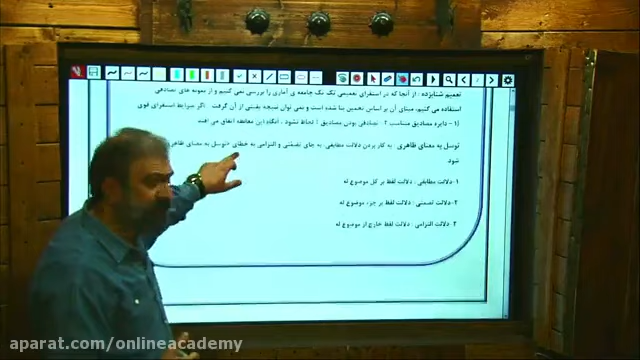 تعمیم شتابزده : از آنجا که در استقرای تعمیمی تک تک جامعه ی آماری را بررسی نمی کنیم و از نمونه های تصادفی
استفاده می کنیم، مبنای آن بر اساس تخمین بنا شده است و نمی توان نتیجه یقینی از آن گرفت اگر شرایط استقرای قوی
(۱- دایره مصادیق متناسب ۲- تصادفی بودن مصادیق ) لحاظ نشود ، آنگاه این مغالطه اتفاق می افتد
توسل به معنای ظاهری : به کار بردن دلالت مطابقی به جای تضمنی و التزامی به خطای «توسل به معنای ظاهری
شود.
۱-دلالت مطابقی : دلالت لفظ بر کل موضوع له
۲-دلالت تضمنی : دلالت لفظ بر جزء موضوع له
۳-دلالت التزامی : دلالت لفظ خارج از موضوع له
aparat.com/onlineacademy